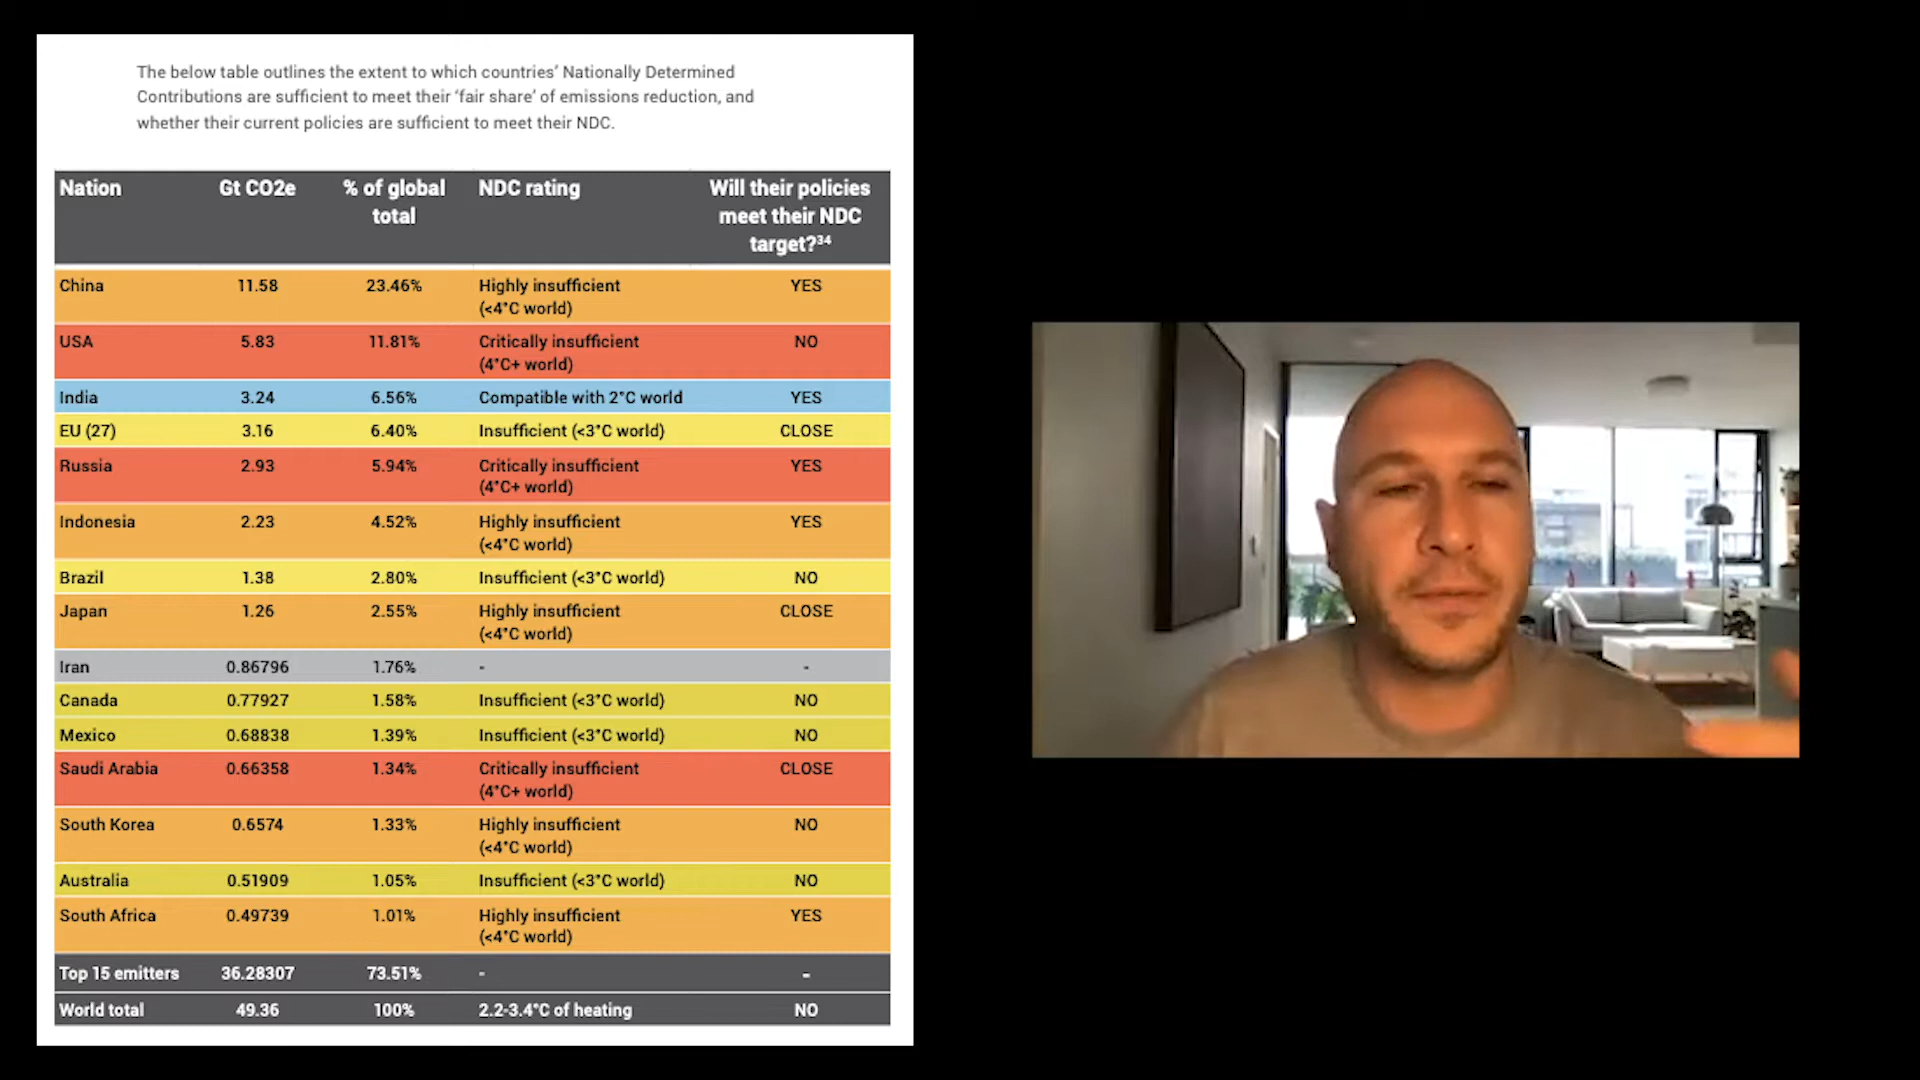 The below table outlines the extent to which countries’ Nationally Determined
Contributions are sufficient to meet their ‘fair share’ of emissions reduction, and
whether their current policies are sufficient to meet their NDC.
Nation Gt CO2e % of global total NDC rating Will their policies meet their NDC target?³⁴
China 11.58 23.46% Highly insufficient YES
(<4°C world)
USA 5.83 11.81% Critically insufficient NO
(4°C+ world)
India 3.24 6.56% Compatible with 2°C world YES
EU (27) 3.16 6.40% Insufficient (<3°C world) CLOSE
Russia 2.93 5.94% Critically insufficient YES
(4°C+ world)
Indonesia 2.23 4.52% Highly insufficient YES
(<4°C world)
Brazil 1.38 2.80% Insufficient (<3°C world) NO
Japan 1.26 2.55% Highly insufficient CLOSE
(<4°C world)
Iran 0.86796 1.76% - -
Canada 0.77927 1.58% Insufficient (<3°C world) NO
Mexico 0.68838 1.39% Insufficient (<3°C world) NO
Saudi Arabia 0.66358 1.34% Critically insufficient CLOSE
(4°C+ world)
South Korea 0.6574 1.33% Highly insufficient NO
(<4°C world)
Australia 0.51909 1.05% Insufficient (<3°C world) NO
South Africa 0.49739 1.01% Highly insufficient YES
(<4°C world)
Top 15 emitters 36.28307 73.51% - -
World total 49.36 100% 2.2-3.4°C of heating NO